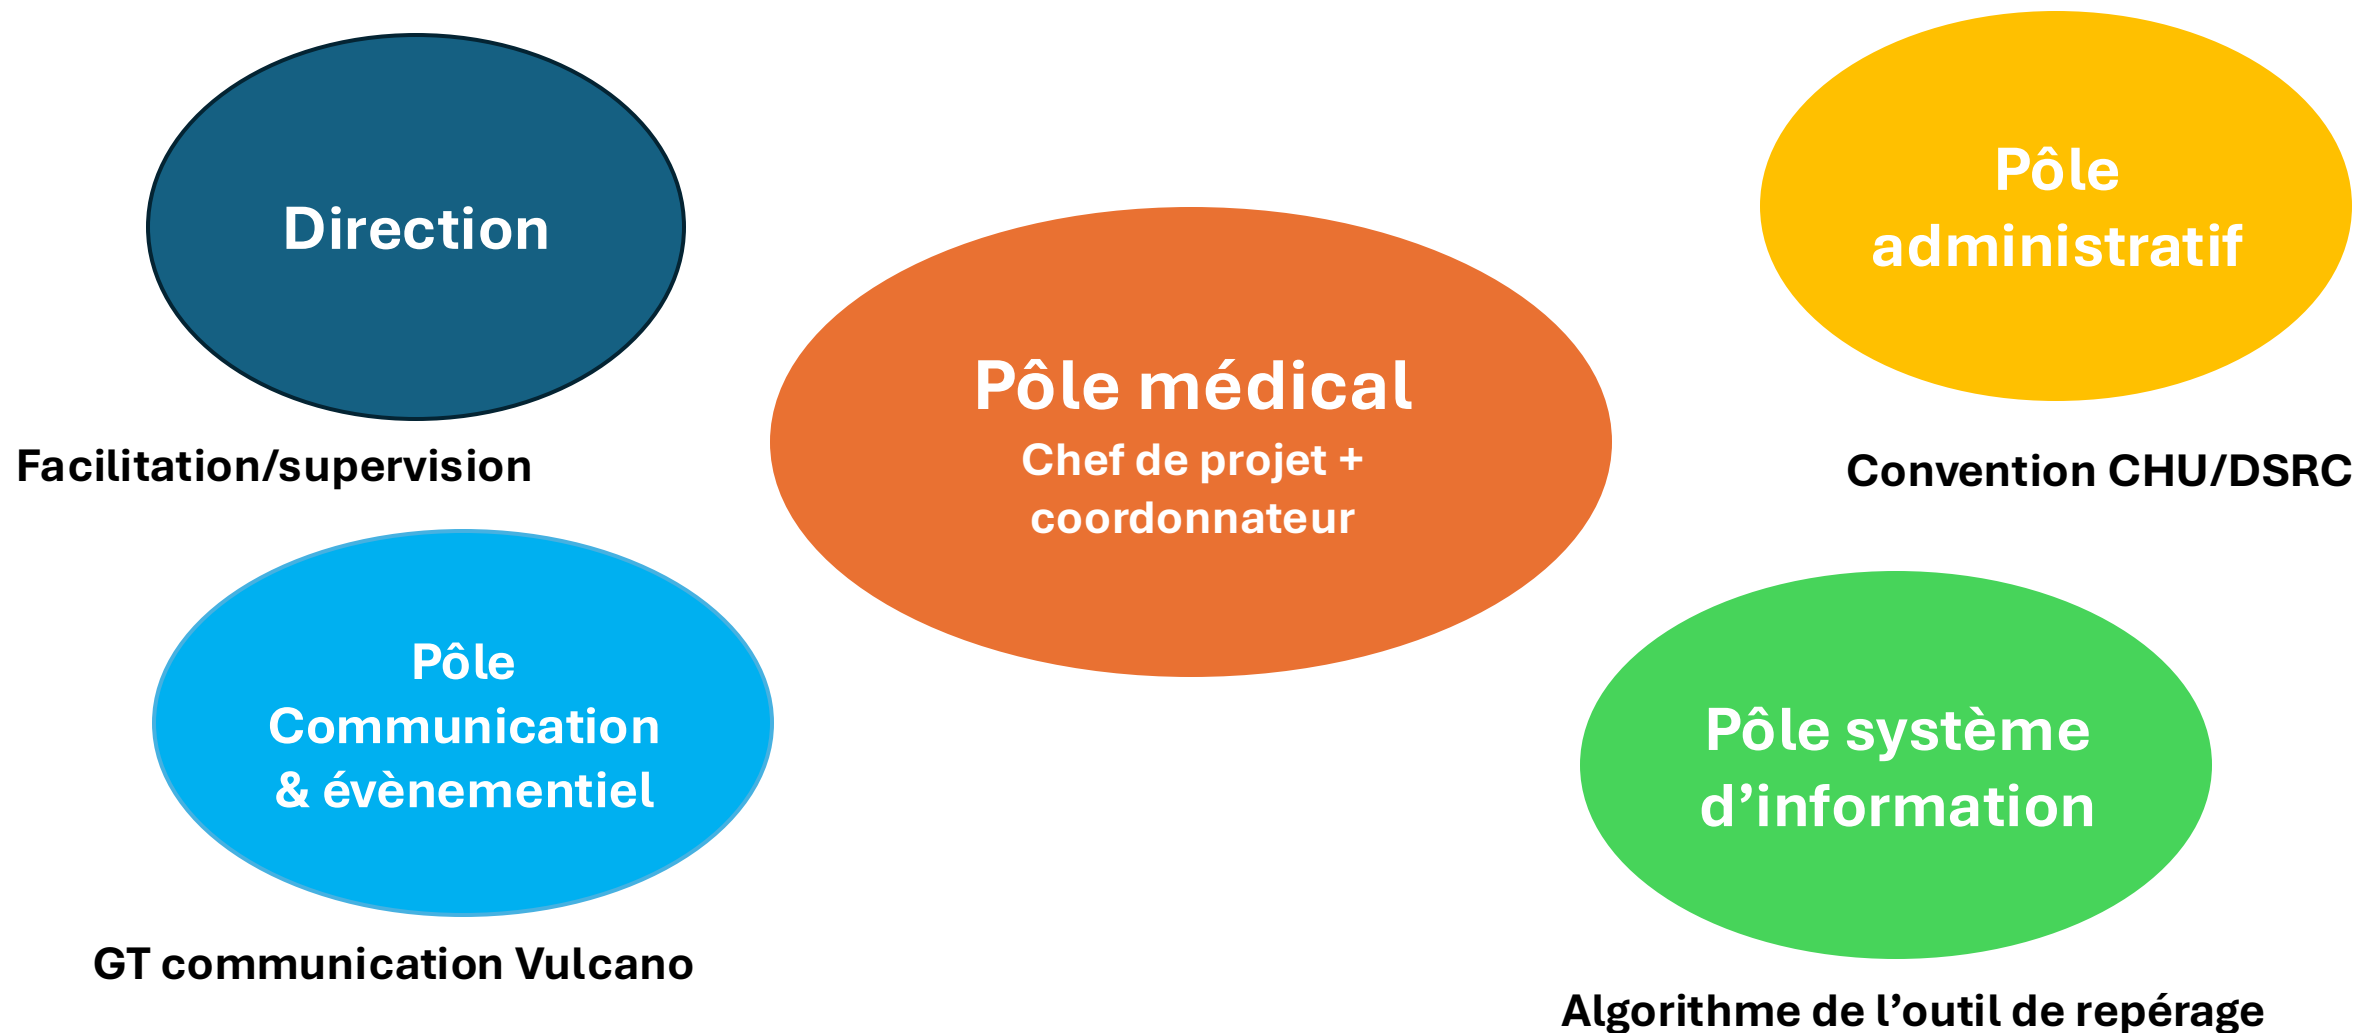 Direction
Facilitation/supervision
Pôle
Communication
& évènementiel
GT communication Vulcano
Pôle médical
Chef de projet +
coordonnateur
Pôle
administratif
Convention CHU/DSRC
Pôle système
d’information
Algorithme de l’outil de repérage